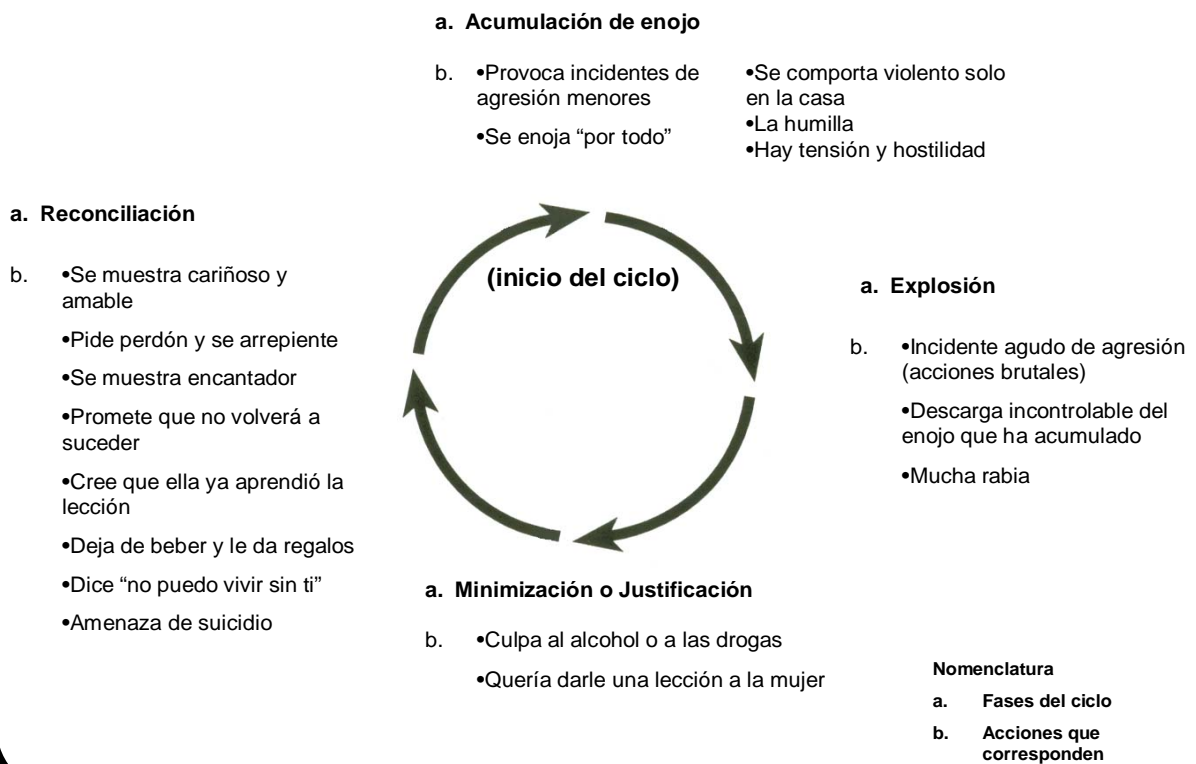 a. Acumulación de enojo
b. •Provoca incidentes de
agresión menores
•Se enoja “por todo”
•Se comporta violento solo
en la casa
•La humilla
•Hay tensión y hostilidad
a. Reconciliación
b. •Se muestra cariñoso y
amable
•Pide perdón y se arrepiente
•Se muestra encantador
•Promete que no volverá a
suceder
•Cree que ella ya aprendió la
lección
•Deja de beber y le da regalos
•Dice “no puedo vivir sin ti”
•Amenaza de suicidio
(inicio del ciclo)
a. Explosión
b. •Incidente agudo de agresión
(acciones brutales)
•Descarga incontrolable del
enojo que ha acumulado
•Mucha rabia
a. Minimización o Justificación
b. •Culpa al alcohol o a las drogas
•Quería darle una lección a la mujer
Nomenclatura
a. Fases del ciclo
b. Acciones que
corresponden